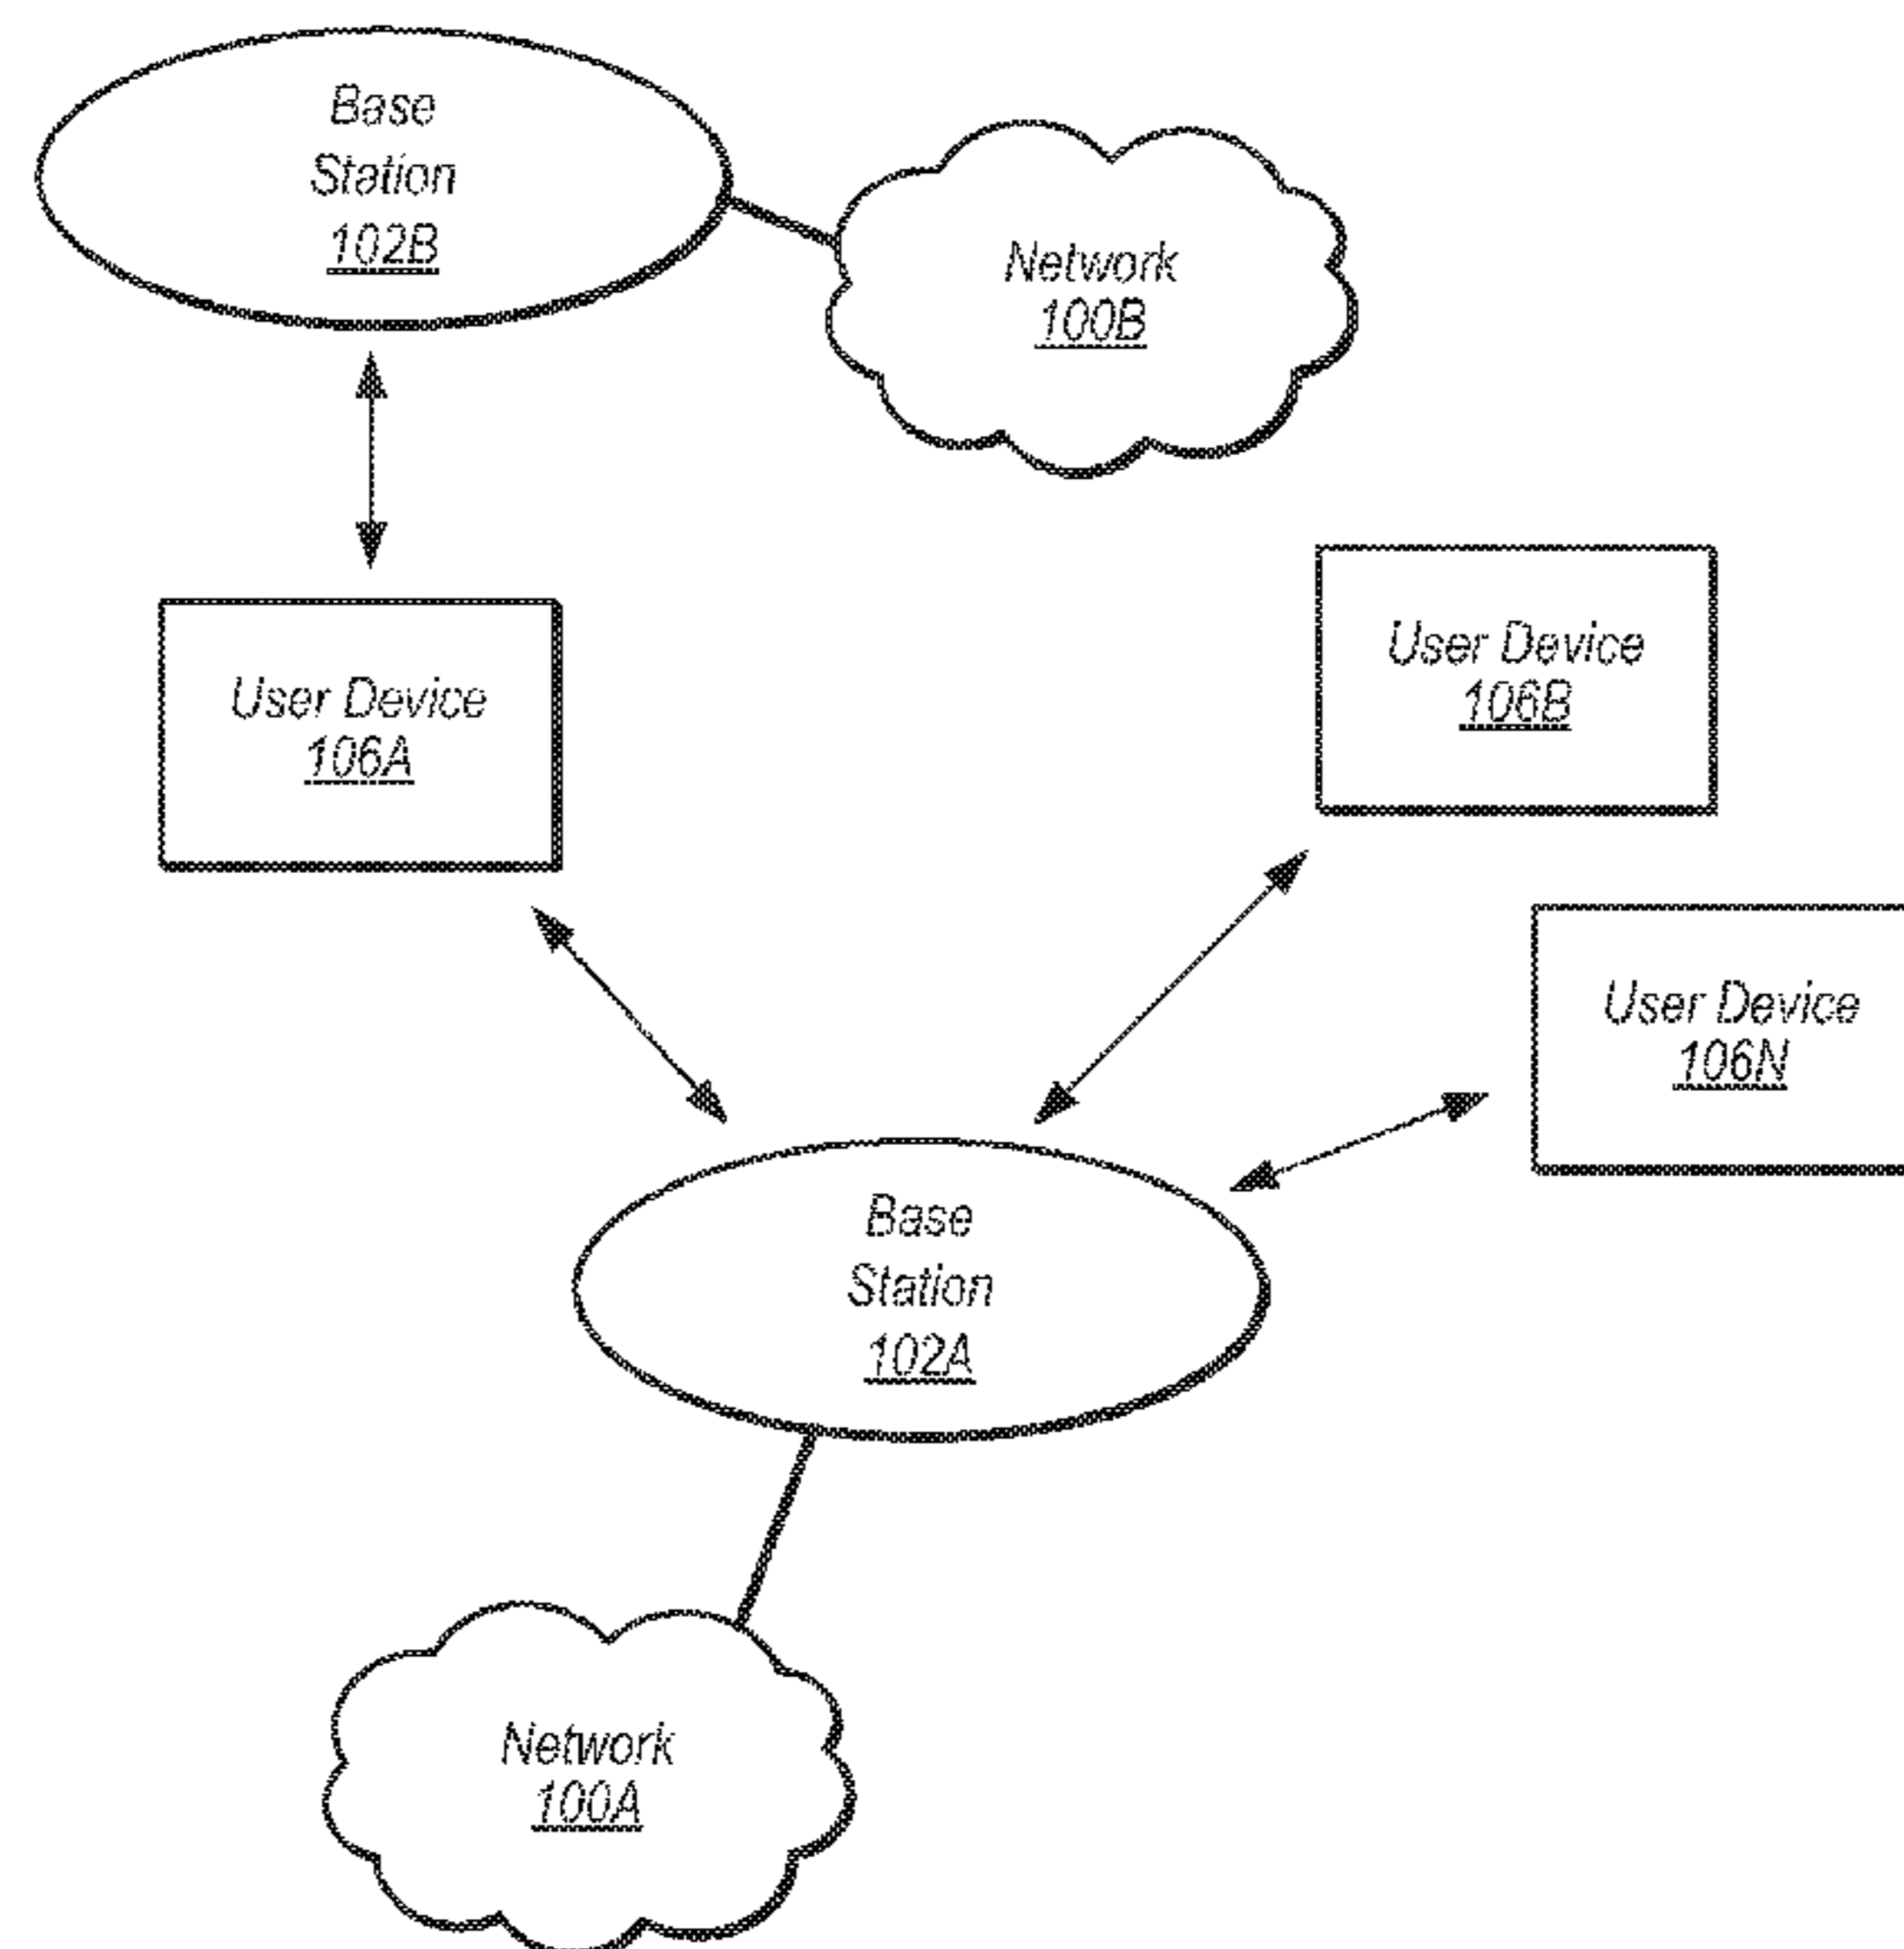 Base
Station
102B
Network
100B
User Device
106A
User Device
106B
User Device
106N
Base
Station
102A
Network
100A